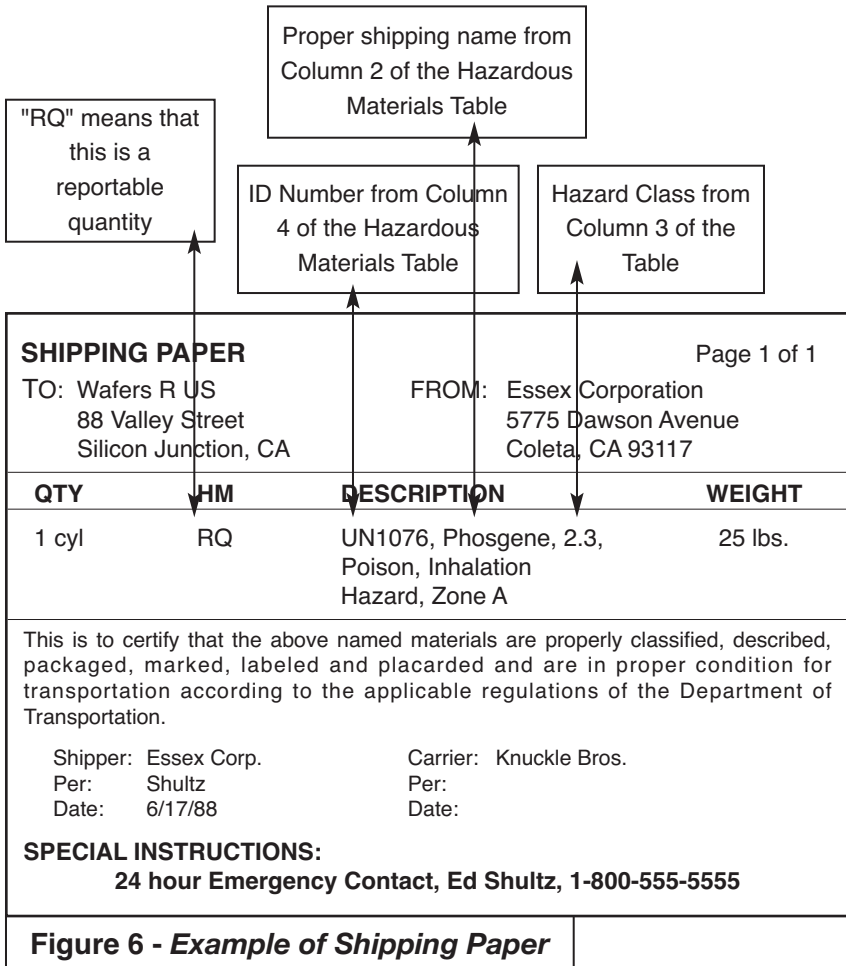 Proper shipping name from
Column 2 of the Hazardous
Materials Table
"RQ" means that
this is a
reportable
quantity
ID Number from Column
4 of the Hazardous
Materials Table
Hazard Class from
Column 3 of the
Table
SHIPPING PAPER Page 1 of 1
TO: Wafers R US FROM: Essex Corporation
88 Valley Street 5775 Dawson Avenue
Silicon Junction, CA Coleta, CA 93117
QTY HM DESCRIPTION WEIGHT
1 cyl RQ UN1076, Phosgene, 2.3, 25 lbs.
Poison, Inhalation
Hazard, Zone A
This is to certify that the above named materials are properly classified, described,
packaged, marked, labeled and placarded and are in proper condition for
transportation according to the applicable regulations of the Department of
Transportation.
Shipper: Essex Corp. Carrier: Knuckle Bros.
Per: Shultz Per:
Date: 6/17/88 Date:
SPECIAL INSTRUCTIONS:
24 hour Emergency Contact, Ed Shultz, 1-800-555-5555
Figure 6 - Example of Shipping Paper